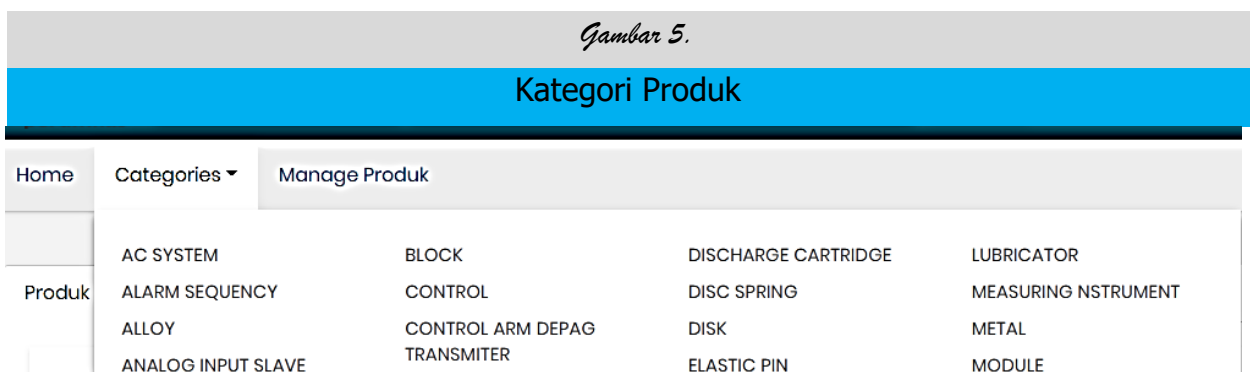 Gambar 5.
Kategori Produk
Home Categories Manage Produk
Produk
AC SYSTEM
ALARM SEQUENCY
ALLOY
ANALOG INPUT SLAVE
BLOCK
CONTROL
CONTROL ARM DEPAG
TRANSMITER
DISCHARGE CARTRIDGE
DISC SPRING
DISK
ELASTIC PIN
LUBRICATOR
MEASURING NSTRUMENT
METAL
MODULE